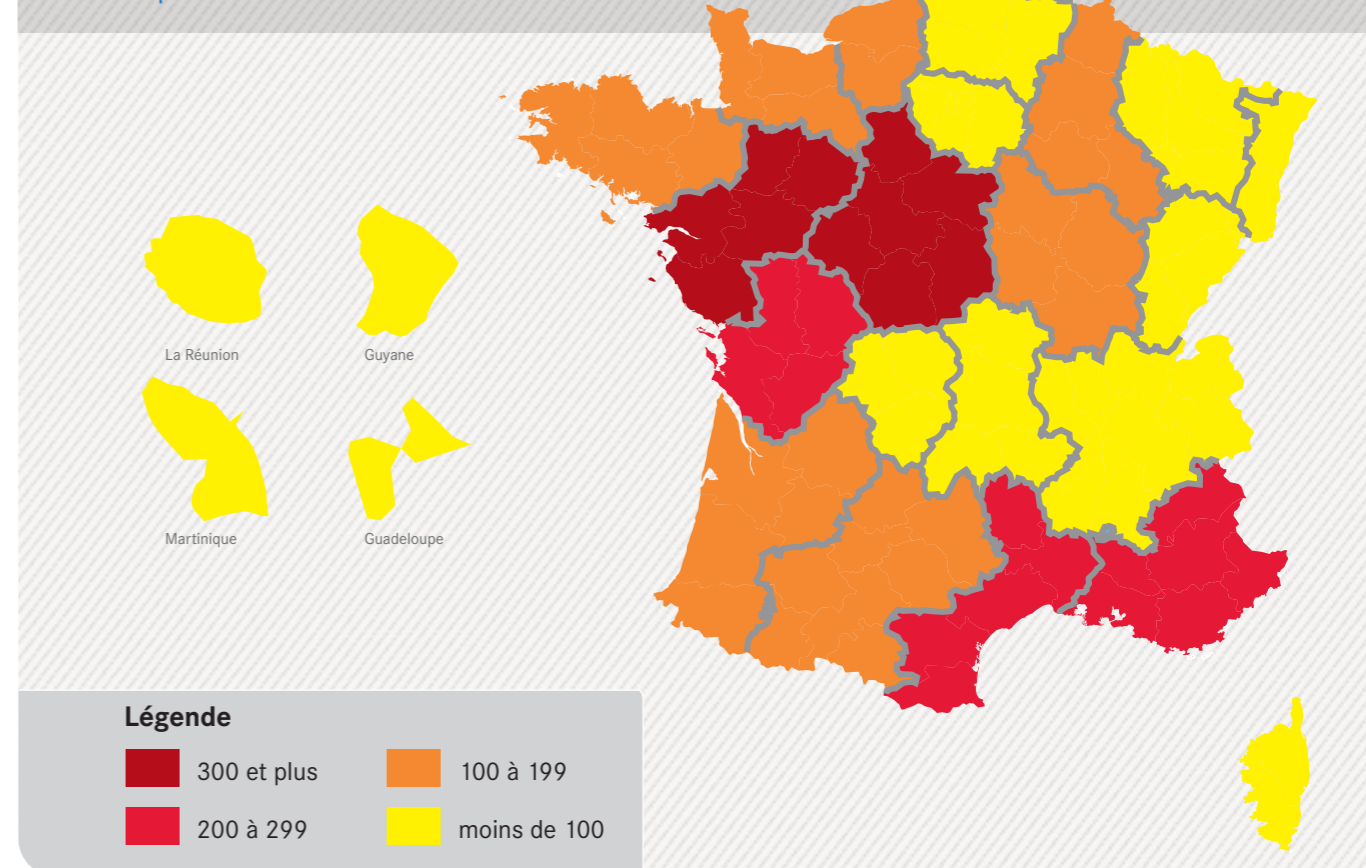 La Réunion
Guyane
Martinique
Guadeloupe
Légende
300 et plus
100 à 199
200 à 299
moins de 100